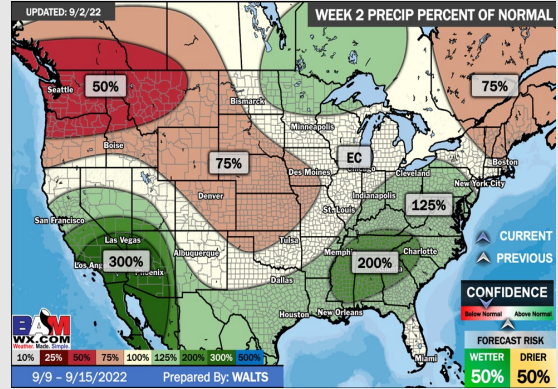 UPDATED: 9/2/22
WEEK 2 PRECIP PERCENT OF NORMAL
Seattle
50%
75%
Bismarck
Minneapolis
Boise
75%
EC
Boston
Des Moines
Cleveland
New York City
Denver
Indianapolis
125%
San Francisco
St. Louis
Las Vegas
Tulsa
Charlotte
CURRENT
300%
Albuquerque
Memph
200%
PREVIOUS
Los Ang
hoenix
Dallas
CONFIDENCE
Houston
New Orleans
Below Normal
Above Normal
BAM
WX.COM
Weather. Made. Simple.
FORECAST RISK
Miami
WETTER
DRIER
10% 25% 50% 75% 100% 125% 200% 300% 500%
50%
50%
9/9 – 9/15/2022
Prepared By: WALTS